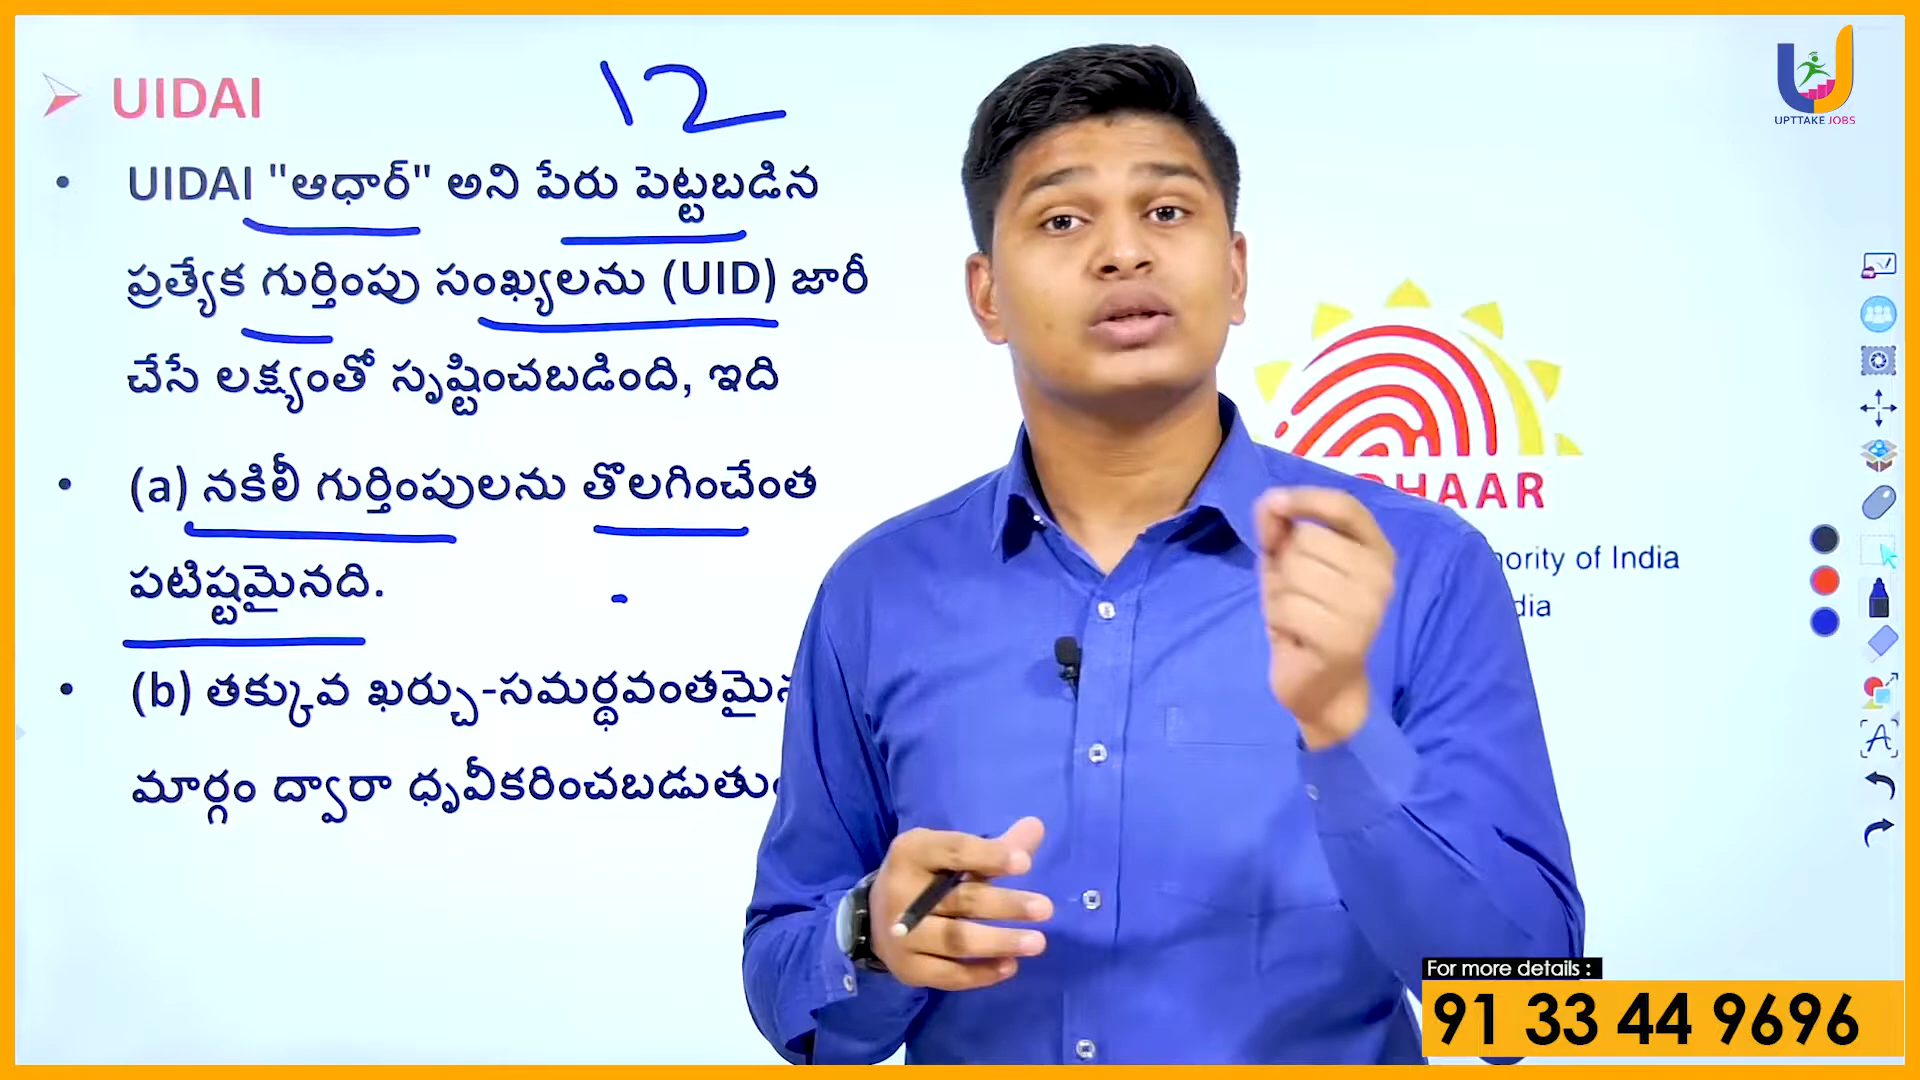 UIDAI
12
UPTTAKE JOBS
UIDAI "ఆధార్" అని పేరు పెట్టబడిన
ప్రత్యేక గుర్తింపు సంఖ్యలను (UID) జారీ
చేసే లక్ష్యంతో సృష్టించబడింది, ఇది
(a) నకిలీ గుర్తింపులను తొలగించేంత
పటిష్టమైనది.
(b) తక్కువ ఖర్చు-సమర్థవంతమైన
మార్గం ద్వారా ధృవీకరించబడుతుం
HAAR
ority of India
dia
A
For more details :
91 33 44 9696